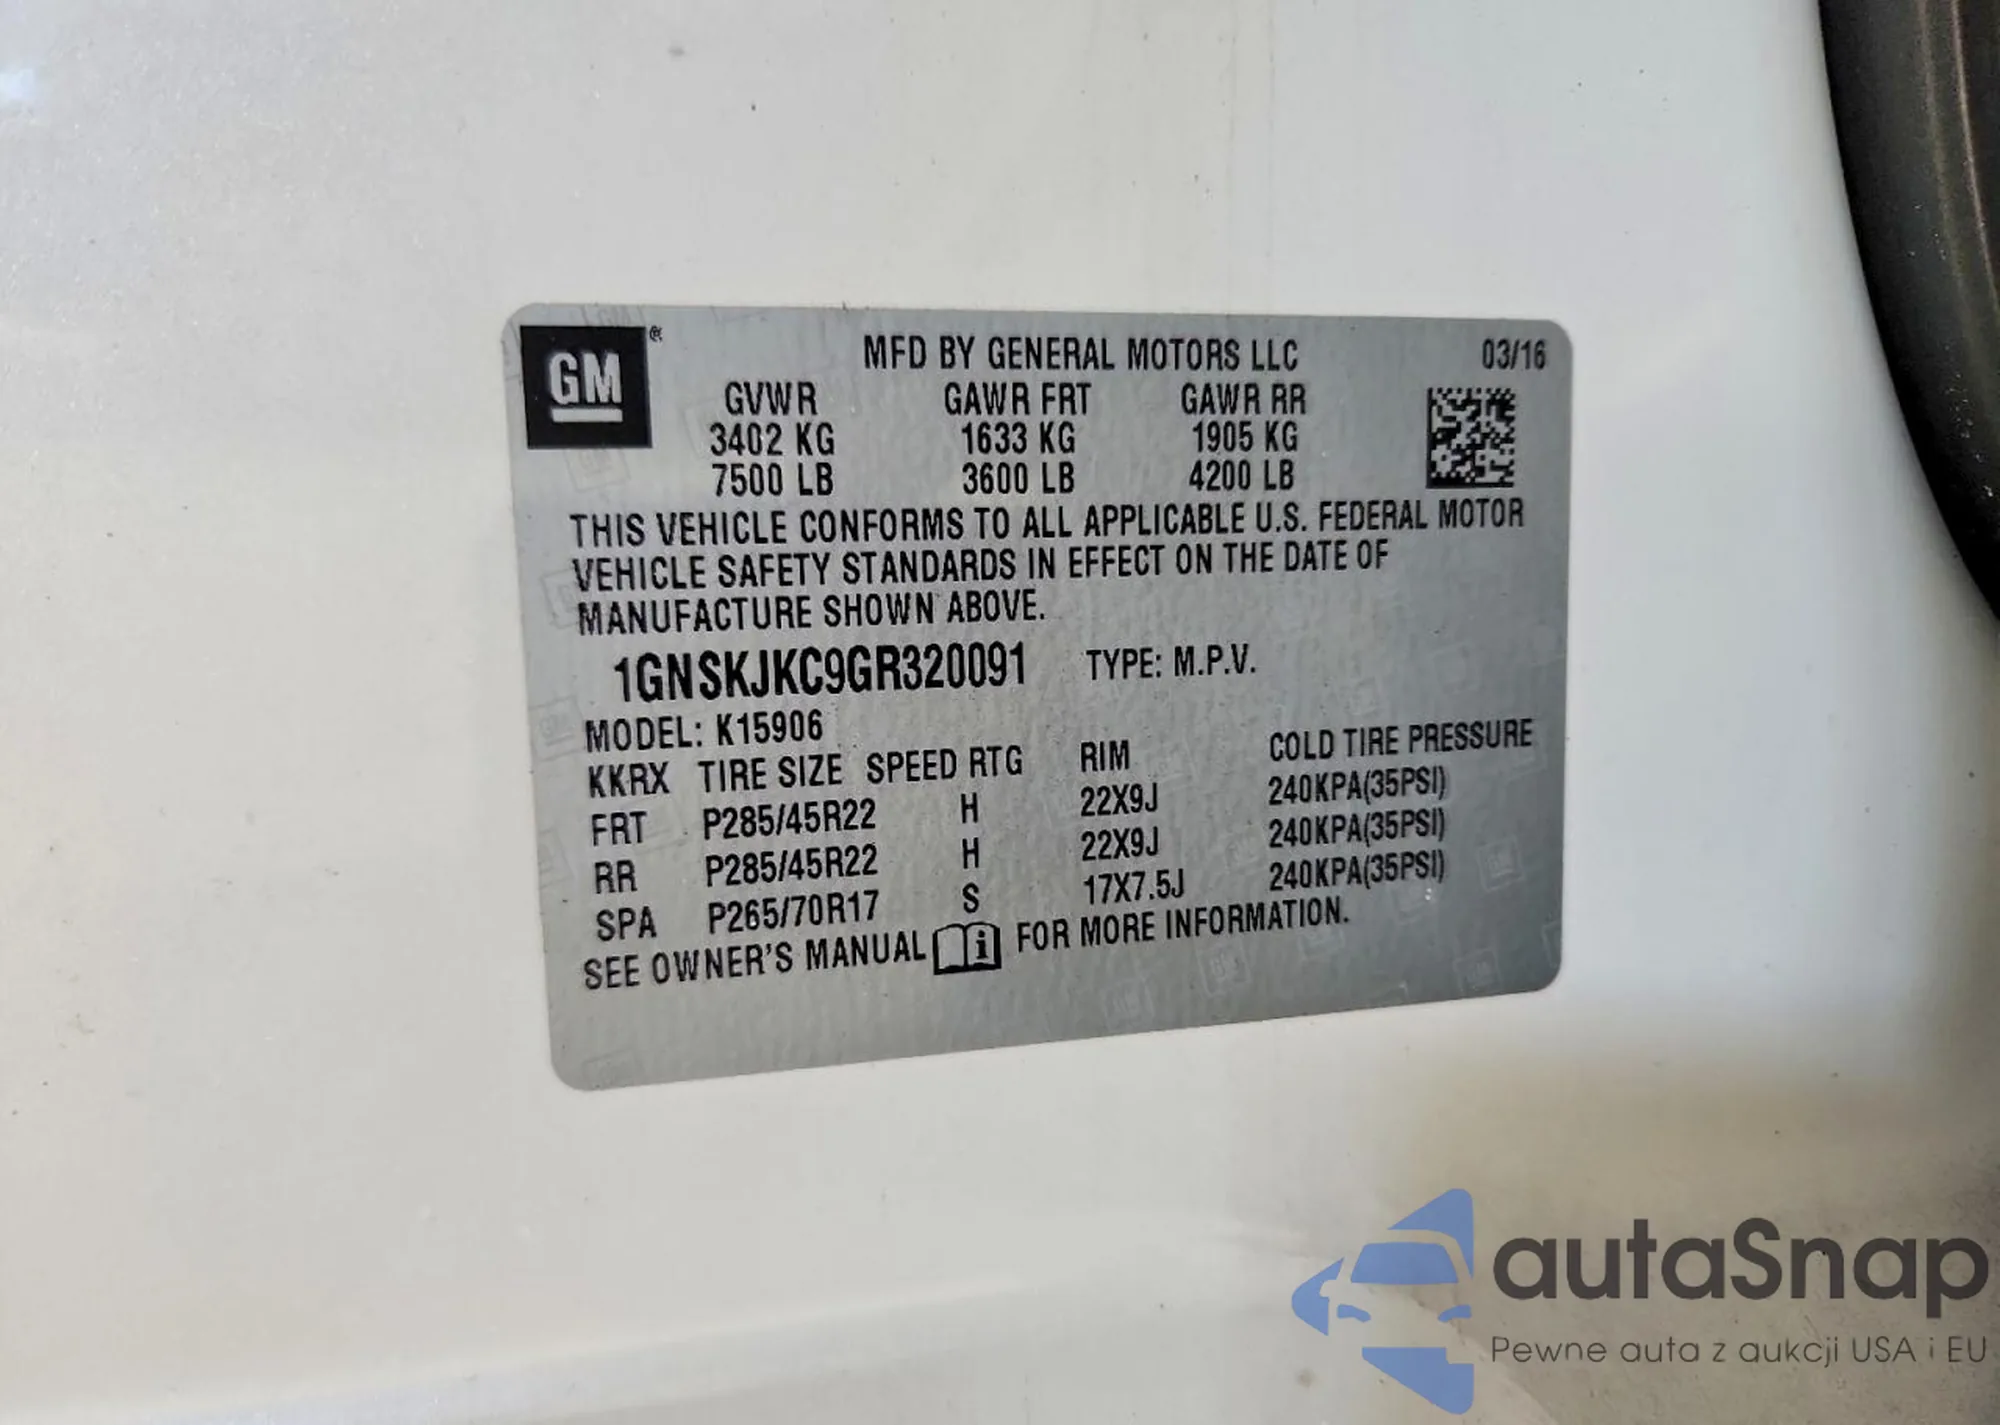 GM ®
MFD BY GENERAL MOTORS LLC 03/16
GVWR GAWR FRT GAWR RR
3402 KG 1633 KG 1905 KG
7500 LB 3600 LB 4200 LB
THIS VEHICLE CONFORMS TO ALL APPLICABLE U.S. FEDERAL MOTOR
VEHICLE SAFETY STANDARDS IN EFFECT ON THE DATE OF
MANUFACTURE SHOWN ABOVE.
1GNSKJKC9GR320091 TYPE: M.P.V.
MODEL: K15906
KKRX TIRE SIZE SPEED RTG RIM COLD TIRE PRESSURE
FRT P285/45R22 H 22X9J 240KPA(35PSI)
RR P285/45R22 H 22X9J 240KPA(35PSI)
SPA P265/70R17 S 17X7.5J 240KPA(35PSI)
SEE OWNER'S MANUAL i FOR MORE INFORMATION.
autaSnap
Pewne auta z aukcji USA i EU